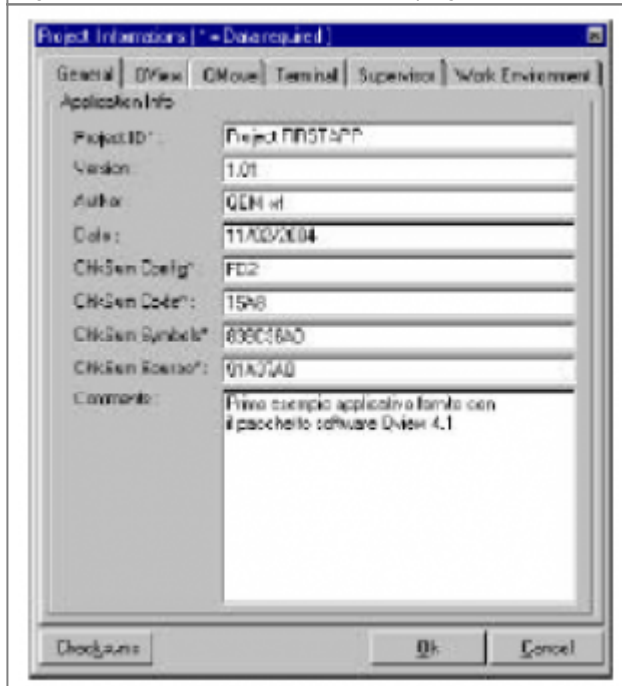 Project Informations ( * = Data required )
General QView QMove Terminal Supervisor Work Environment
Application Info
Project ID* : Project FIRSTAPP
Version : 1.01
Author : QEM srl
Date : 11/02/2004
ChkSum Config* : FD2
ChkSum Code* : 15A8
ChkSum Symbols*
ChkSum Source* :
Comments : Primo esempio applicativo fornito con
il pacchetto software Qview 4.1
Checksums Ok Cancel